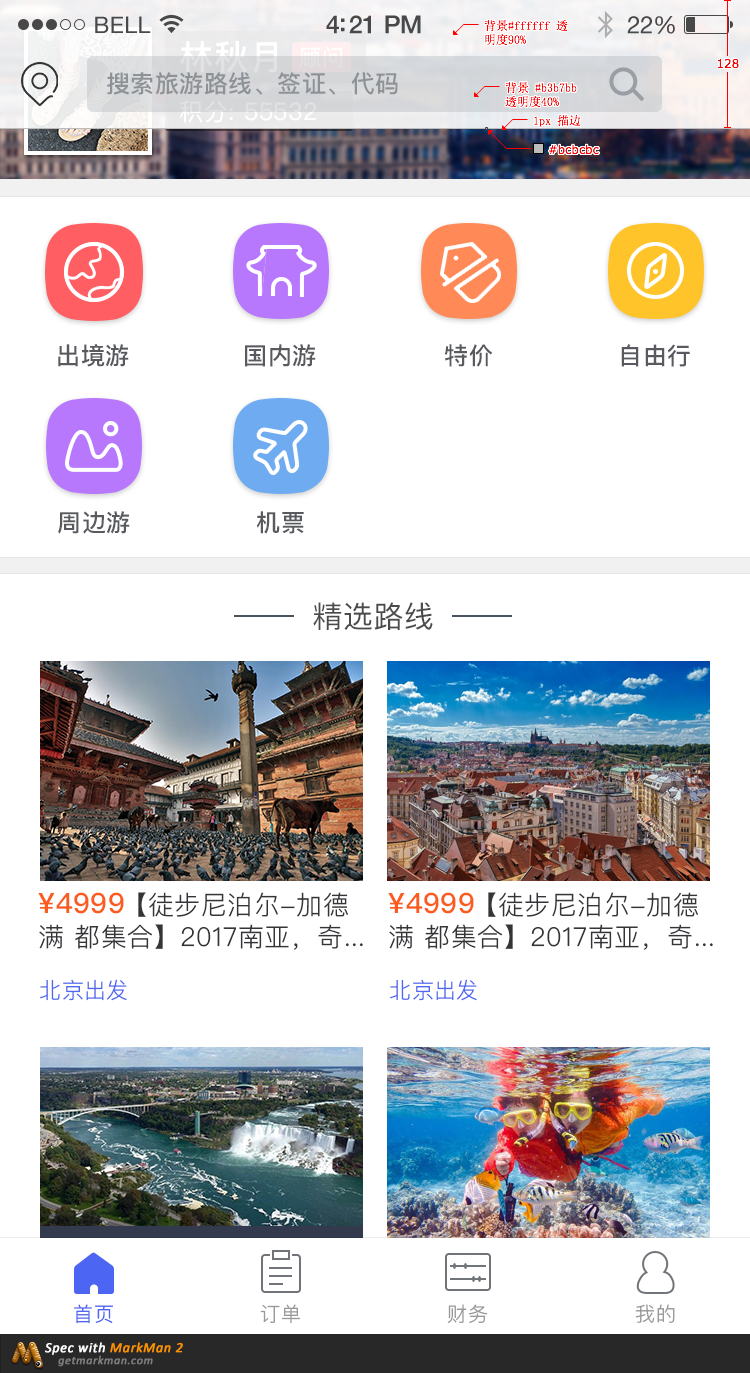 BELL 4:21 PM 22%
背景#ffffff 透
明度90%
林秋月 顾问
搜索旅游路线、签证、代码
128
背景 #b3b7bb
透明度40%
积分: 55532
1px 描边
#bcbcbc
出境游 国内游 特价 自由行
周边游 机票
精选路线
¥4999【徒步尼泊尔-加德
满 都集合】2017南亚，奇...
北京出发
¥4999【徒步尼泊尔-加德
满 都集合】2017南亚，奇...
北京出发
首页 订单 财务 我的
Spec with MarkMan 2
getmarkman.com